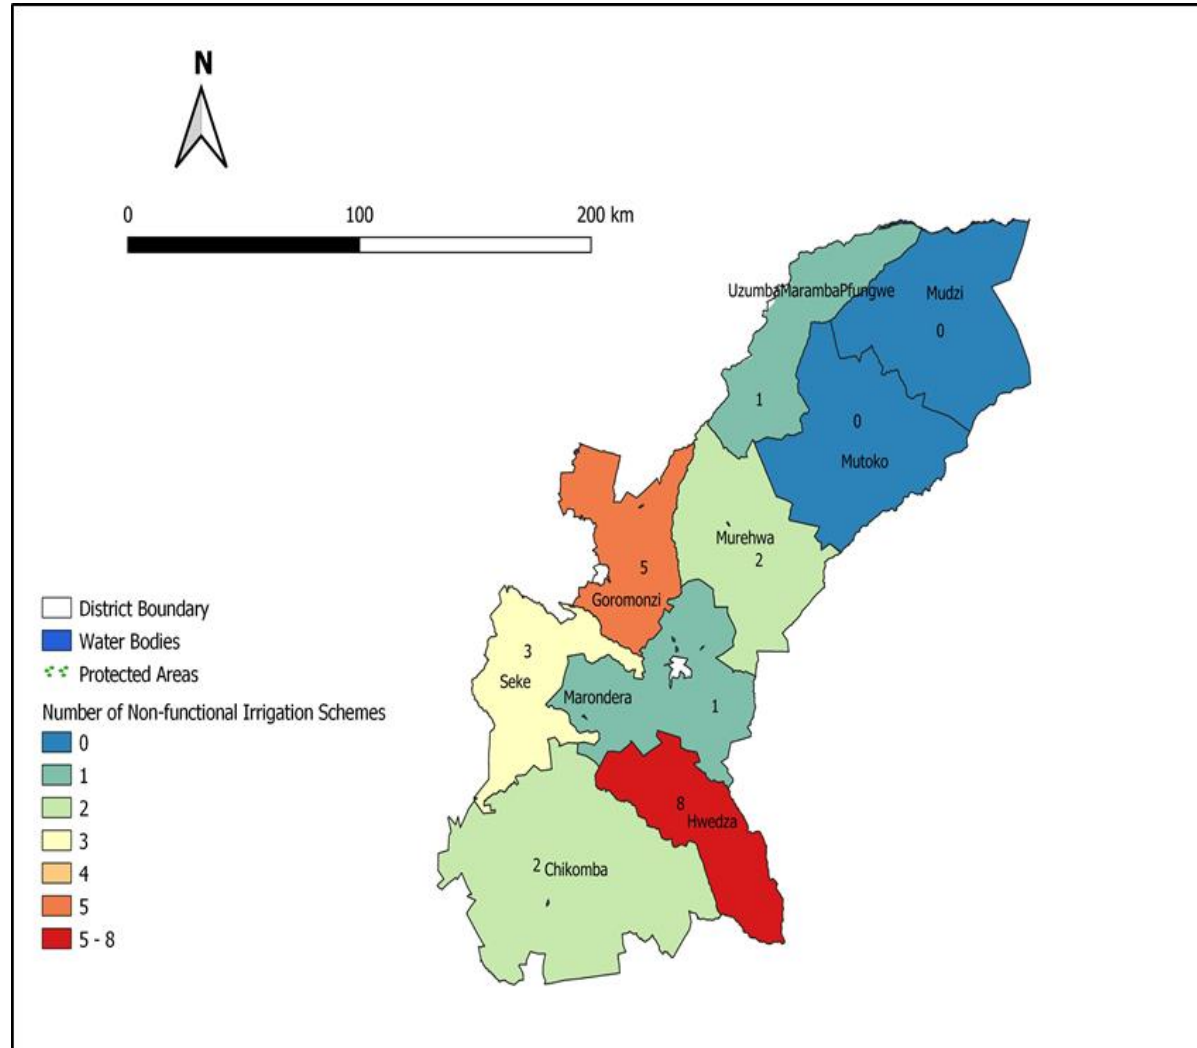 N
0 100 200 km
UzumbaMarambaPfungwe
Mudzi
0
1
0
Mutoko
Murehwa
2
5
Goromonzi
3
Seke
Marondera
1
8
Hwedza
2 Chikomba
District Boundary
Water Bodies
Protected Areas
Number of Non-functional Irrigation Schemes
0
1
2
3
4
5
5 - 8